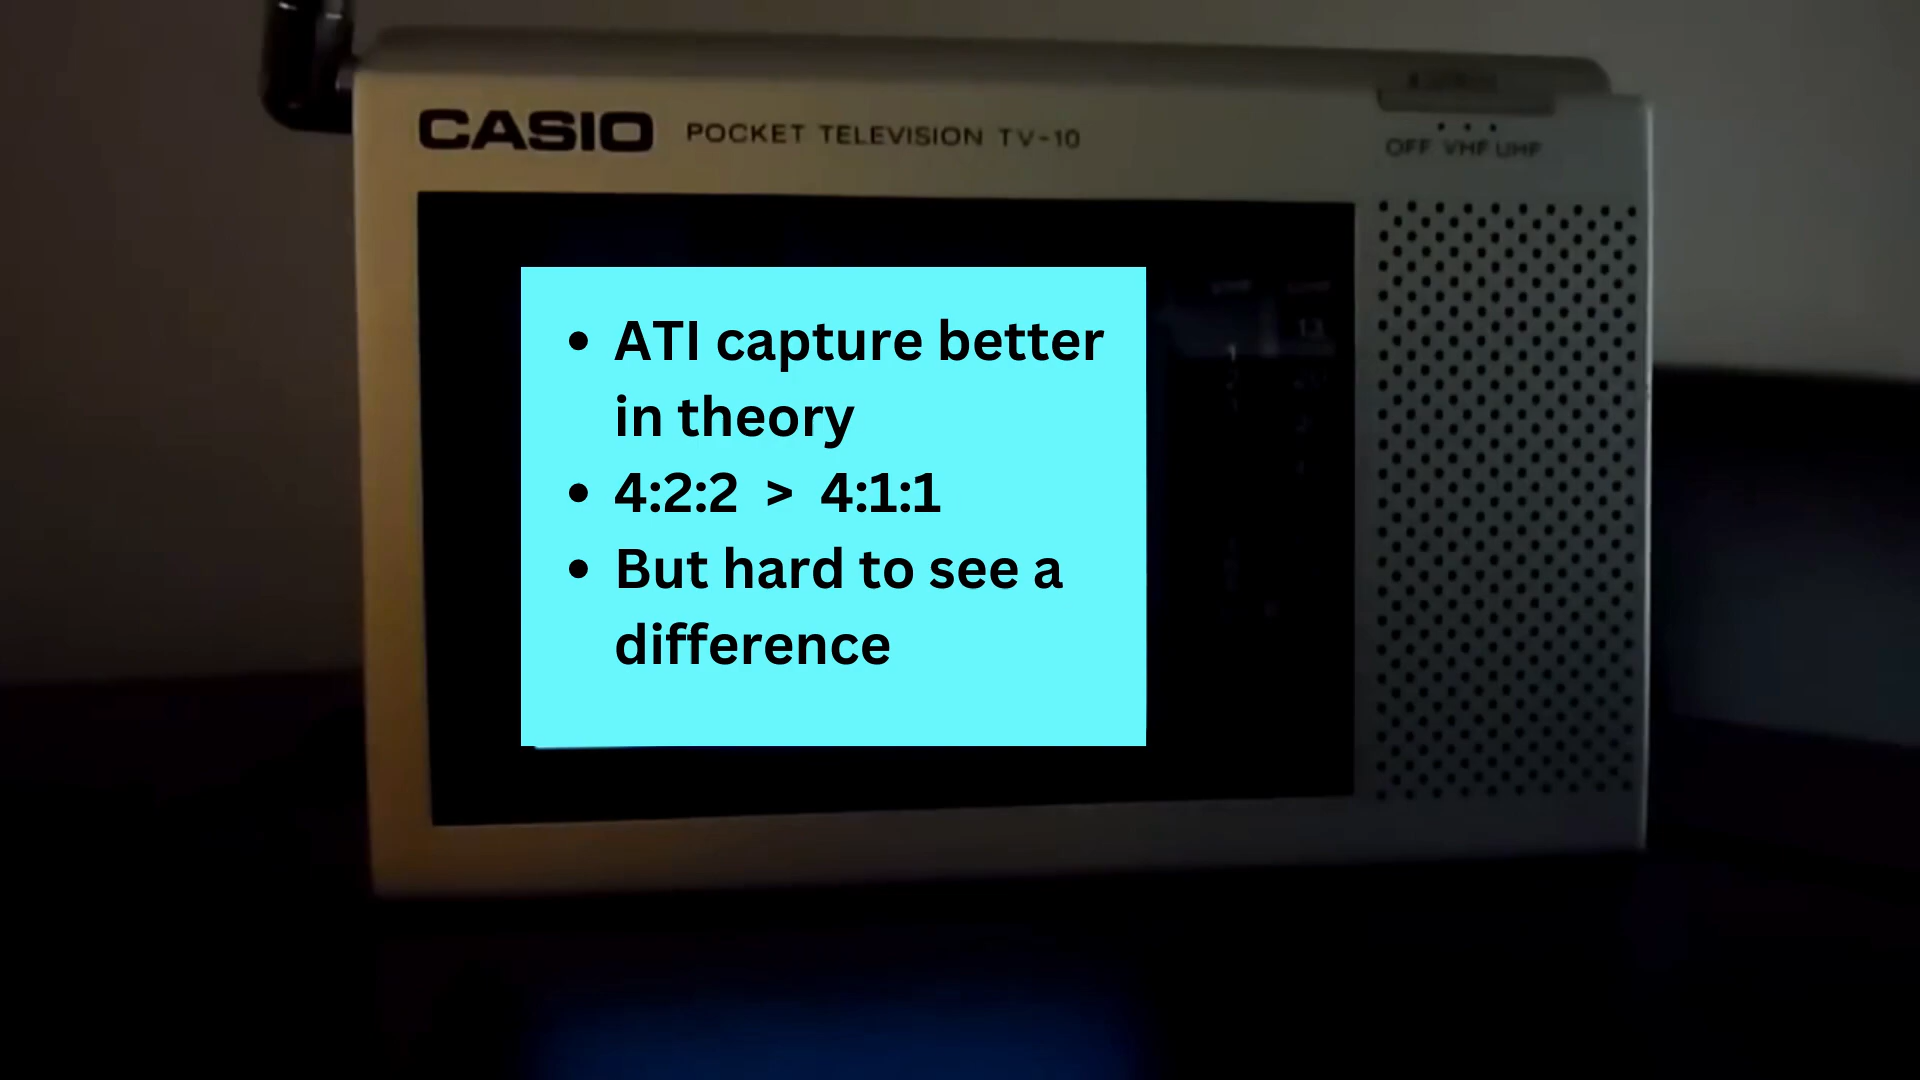 CASIO POCKET TELEVISION TV-10
OFF VHF UHF
• ATI capture better
in theory
• 4:2:2 > 4:1:1
• But hard to see a
difference
13